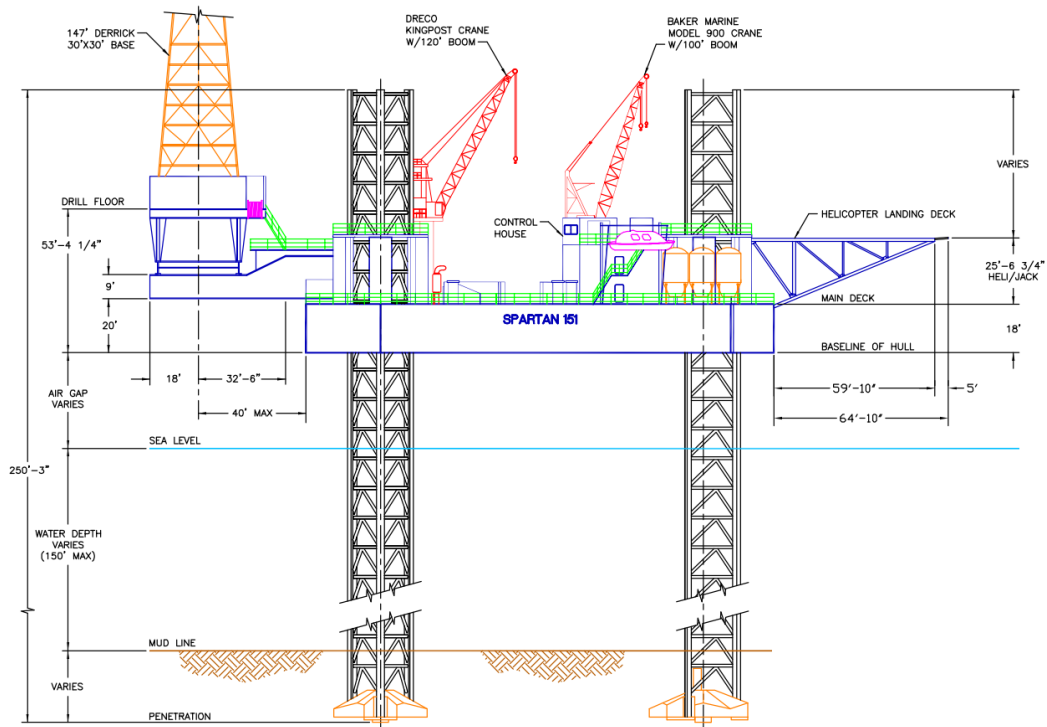 147' DERRICK
30'X30' BASE
DRECO
KINGPOST CRANE
W/120' BOOM
BAKER MARINE
MODEL 900 CRANE
W/100' BOOM
VARIES
DRILL FLOOR
CONTROL
HOUSE
HELICOPTER LANDING DECK
53'-4 1/4"
9'
20'
25'-6 3/4"
HELI/JACK
MAIN DECK
SPARTAN 151
18'
BASELINE OF HULL
18'
32'-6"
59'-10"
5'
AIR GAP
VARIES
40' MAX
64'-10"
SEA LEVEL
250'-3"
WATER DEPTH
VARIES
(150' MAX)
MUD LINE
VARIES
PENETRATION